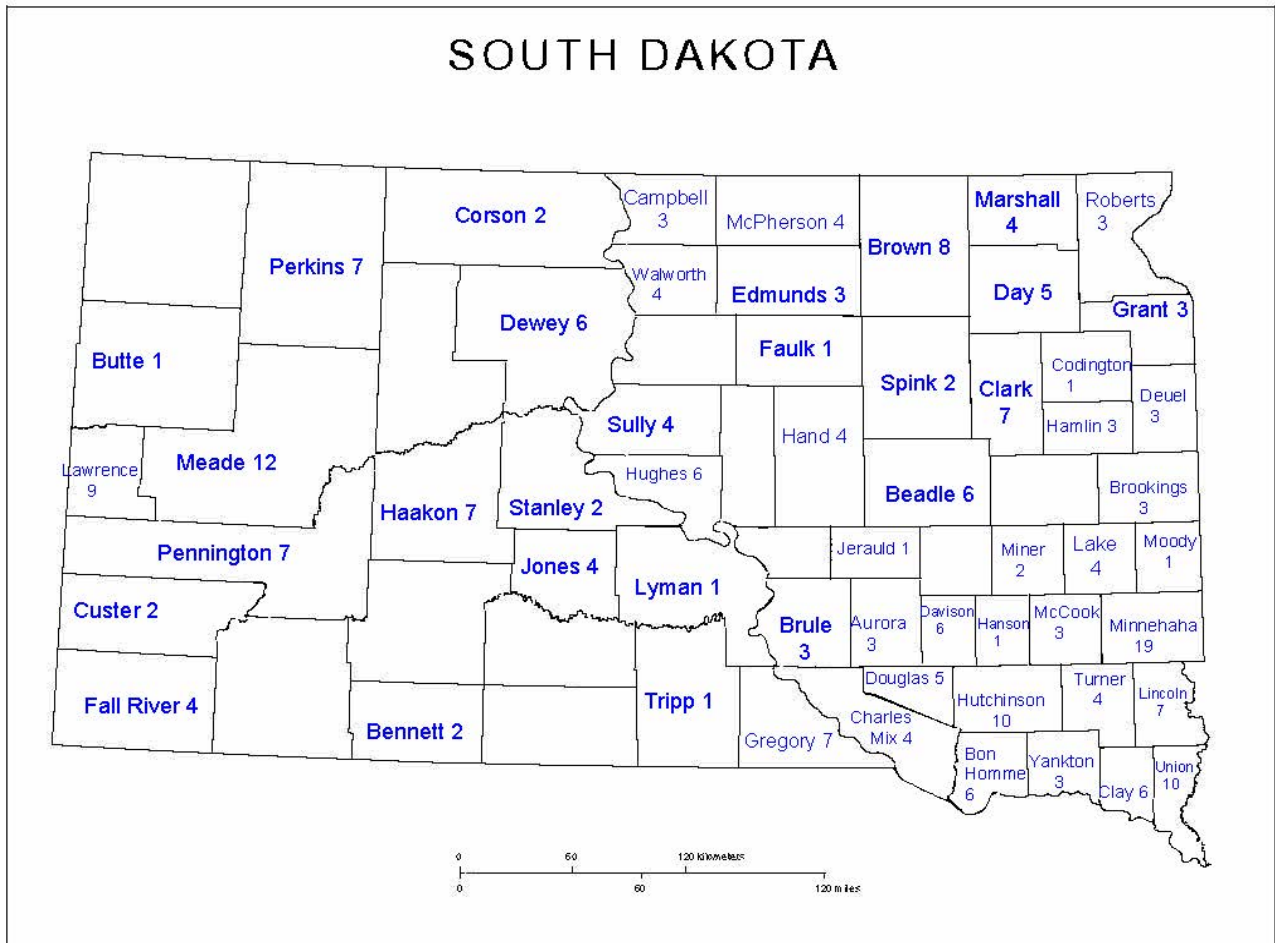 SOUTH DAKOTA
Corson 2
Campbell
3
McPherson 4
Marshall
4
Roberts
3
Perkins 7
Brown 8
Walworth
4
Edmunds 3
Day 5
Grant 3
Dewey 6
Butte 1
Faulk 1
Spink 2
Clark
7
Codington
1
Deuel
3
Sully 4
Hand 4
Hamlin 3
Lawrence
9
Meade 12
Hughes 6
Haakon 7
Stanley 2
Beadle 6
Brookings
3
Pennington 7
Jones 4
Jerauld 1
Miner
2
Lake
4
Moody
1
Lyman 1
Custer 2
Brule
3
Aurora
3
Davison
6
Hanson
1
McCook
3
Minnehaha
19
Fall River 4
Tripp 1
Douglas 5
Hutchinson
10
Turner
4
Lincoln
7
Bennett 2
Gregory 7
Charles
Mix 4
Bon
Homme
6
Yankton
3
Clay 6
Union
10
0 60 120 kilometers
0 60 120 miles